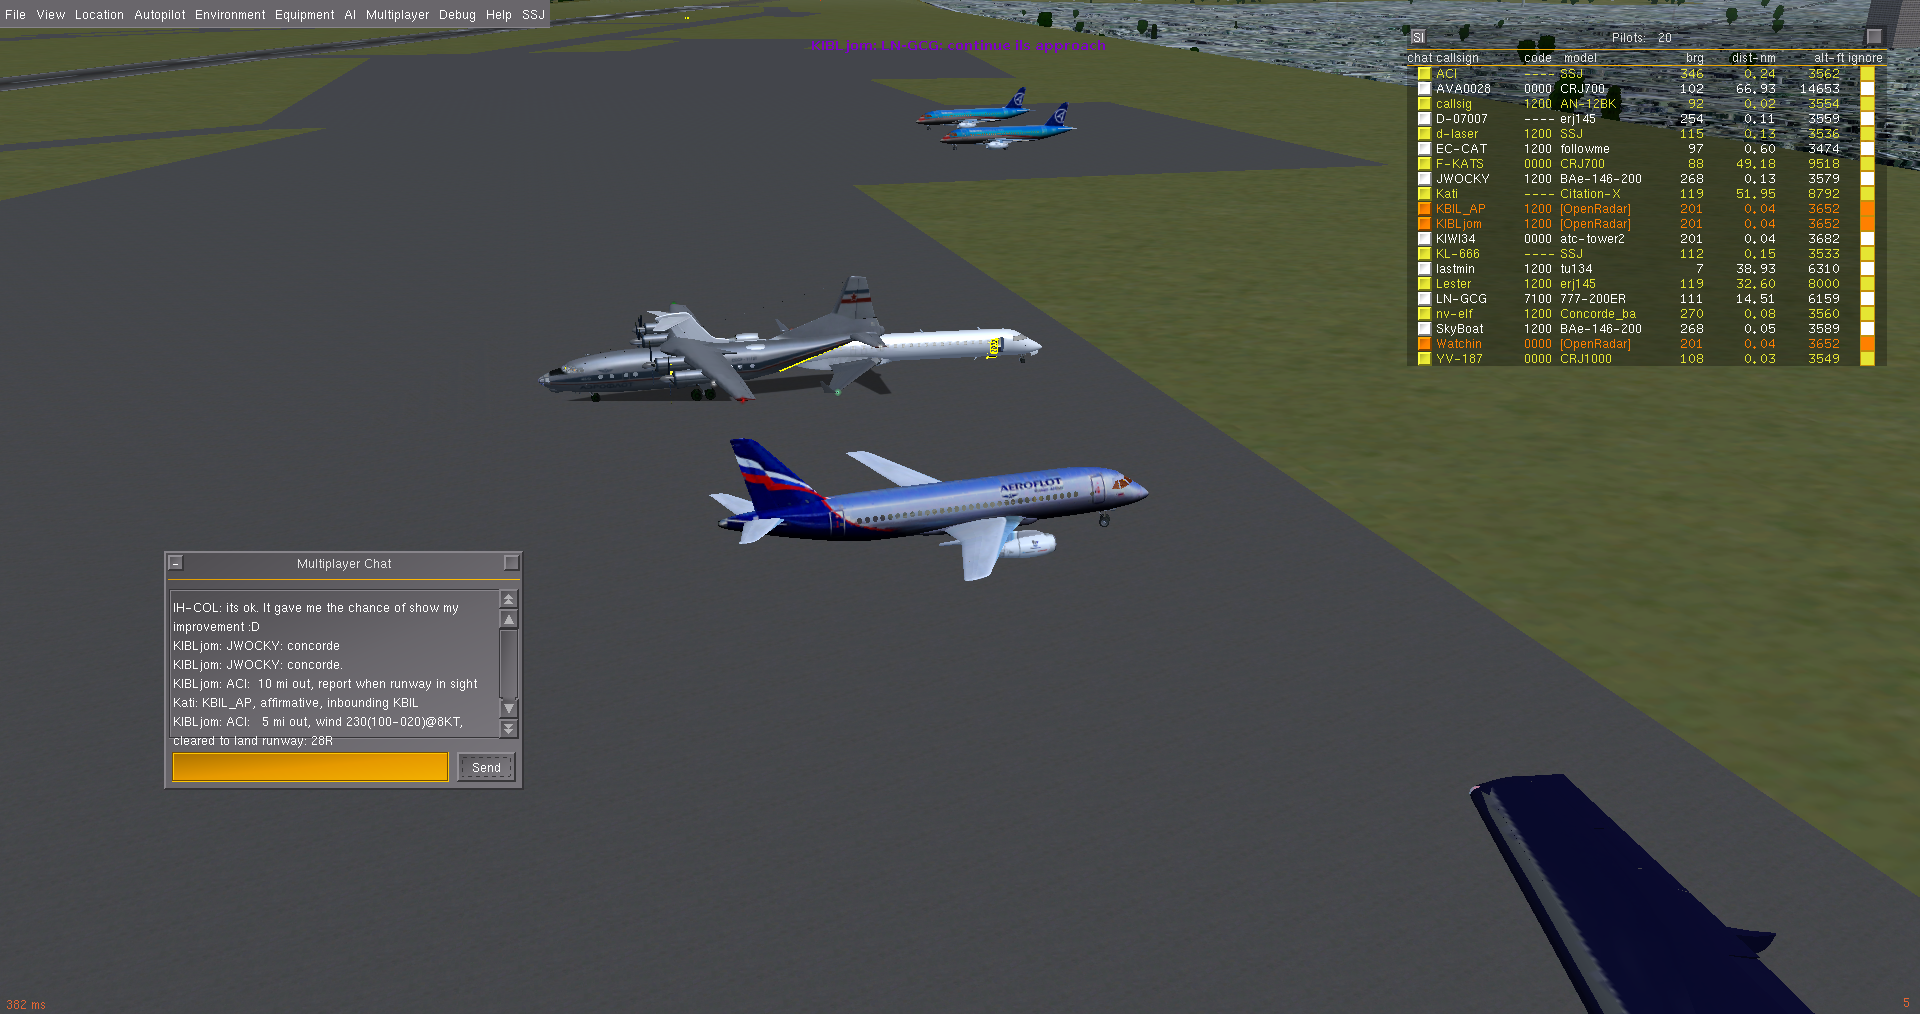 File View Location Autopilot Environment Equipment AI Multiplayer Debug Help SSJ
KIBLjom: LN-GCG: continue ils approach
SI Pilots: 20
chat callsign code model brg dist-nm alt-ft ignore
ACI ---- SSJ 346 0.24 3562
AVA0028 0000 CRJ700 102 66.93 14653
callsig 1200 AN-12BK 92 0.02 3554
D-07007 ---- erj145 254 0.11 3559
d-laser 1200 SSJ 115 0.13 3536
EC-CAT 1200 followme 97 0.60 3474
F-KATS 0000 CRJ700 88 49.18 9518
JWOCKY 1200 BAe-146-200 268 0.13 3579
Kati ---- Citation-X 119 51.95 8792
KBIL_AP 1200 [OpenRadar] 201 0.04 3652
KIBLjom 1200 [OpenRadar] 201 0.04 3652
KIWI34 0000 atc-tower2 201 0.04 3682
KL-666 ---- SSJ 112 0.15 3533
lastmin 1200 tu134 7 38.93 6310
Lester 1200 erj145 119 32.60 8000
LN-GCG 7100 777-200ER 111 14.51 6159
nv-elf 1200 Concorde_ba 270 0.08 3560
SkyBoat 1200 BAe-146-200 268 0.05 3589
Watchin 0000 [OpenRadar] 201 0.04 3652
YV-187 0000 CRJ1000 108 0.03 3549
AEROFLOT
Multiplayer Chat
IH-COL: its ok. It gave me the chance of show my
improvement :D
KIBLjom: JWOCKY: concorde
KIBLjom: JWOCKY: concorde.
KIBLjom: ACI: 10 mi out, report when runway in sight
Kati: KBIL_AP, affirmative, inbounding KBIL
KIBLjom: ACI: 5 mi out, wind 230(100-020)@8KT,
cleared to land runway: 28R
Send
382 ms
5